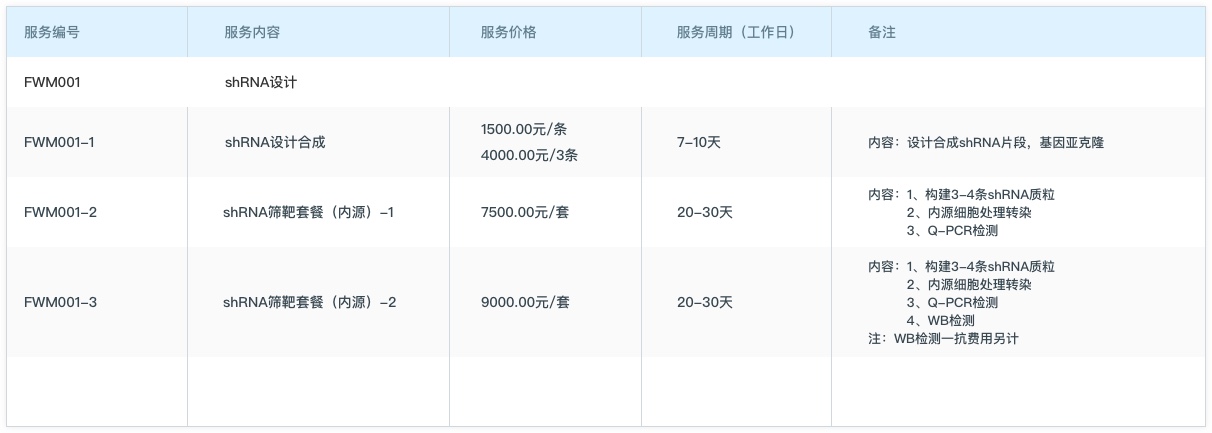 服务编号 服务内容 服务价格 服务周期（工作日） 备注
FWM001 shRNA设计
FWM001-1 shRNA设计合成 1500.00元/条 7-10天 内容：设计合成shRNA片段，基因亚克隆
4000.00元/3条
FWM001-2 shRNA筛靶套餐（内源）-1 7500.00元/套 20-30天 内容：1、构建3-4条shRNA质粒
2、内源细胞处理转染
3、Q-PCR检测
FWM001-3 shRNA筛靶套餐（内源）-2 9000.00元/套 20-30天 内容：1、构建3-4条shRNA质粒
2、内源细胞处理转染
3、Q-PCR检测
4、WB检测
注：WB检测一抗费用另计